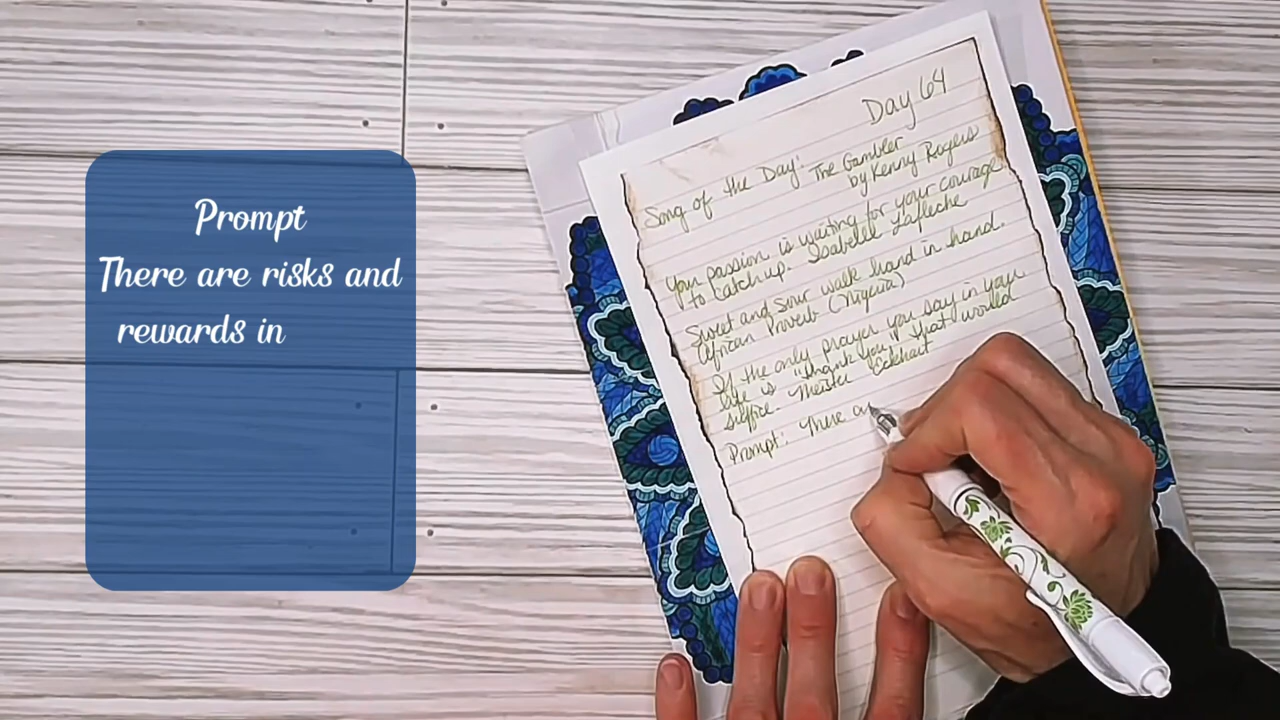 Prompt
There are risks and
rewards in
Day 64
Song of the Day: The Gambler
by Kenny Rogers
Your passion is waiting for your courage
to catch up. Isabelle Lafleche
Sweet and sour walk hand in hand.
African Proverb (Nigeria)
If the only prayer you say in your
life is "thank you" that would
suffice. Meister Eckhart
Prompt: There a